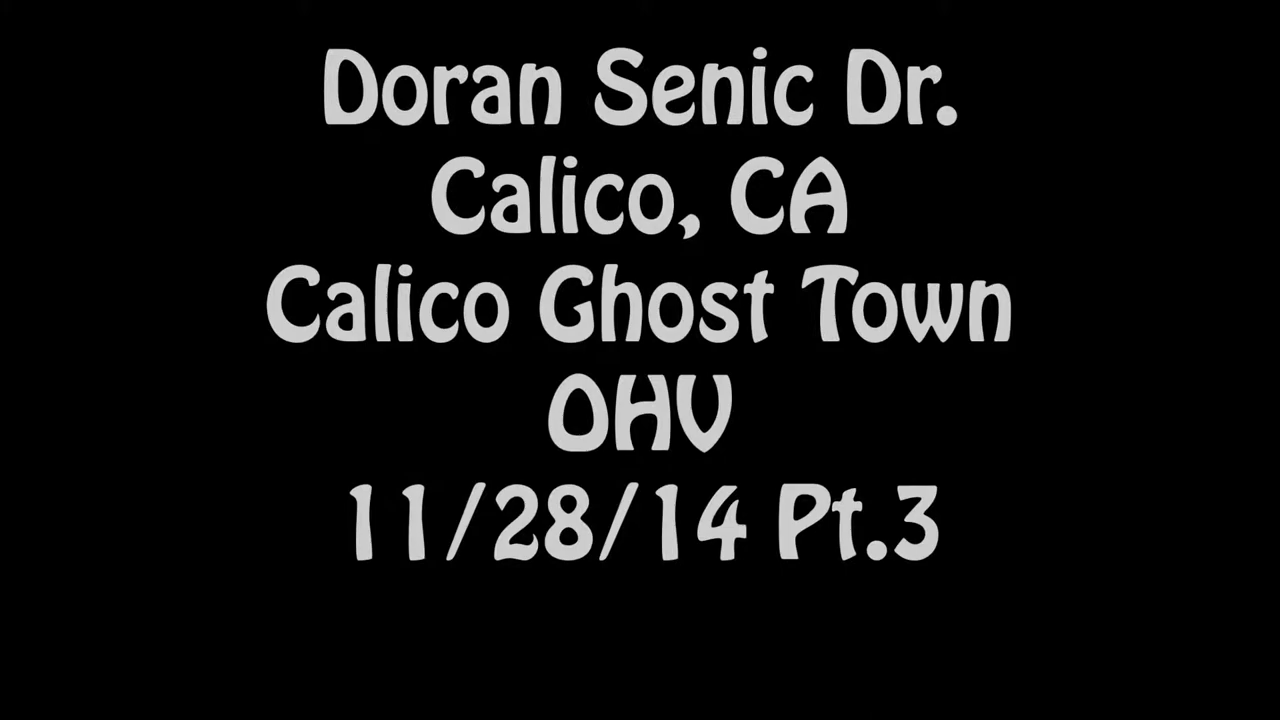 Doran Senic Dr.
Calico, CA
Calico Ghost Town
OHV
11/28/14 Pt.3